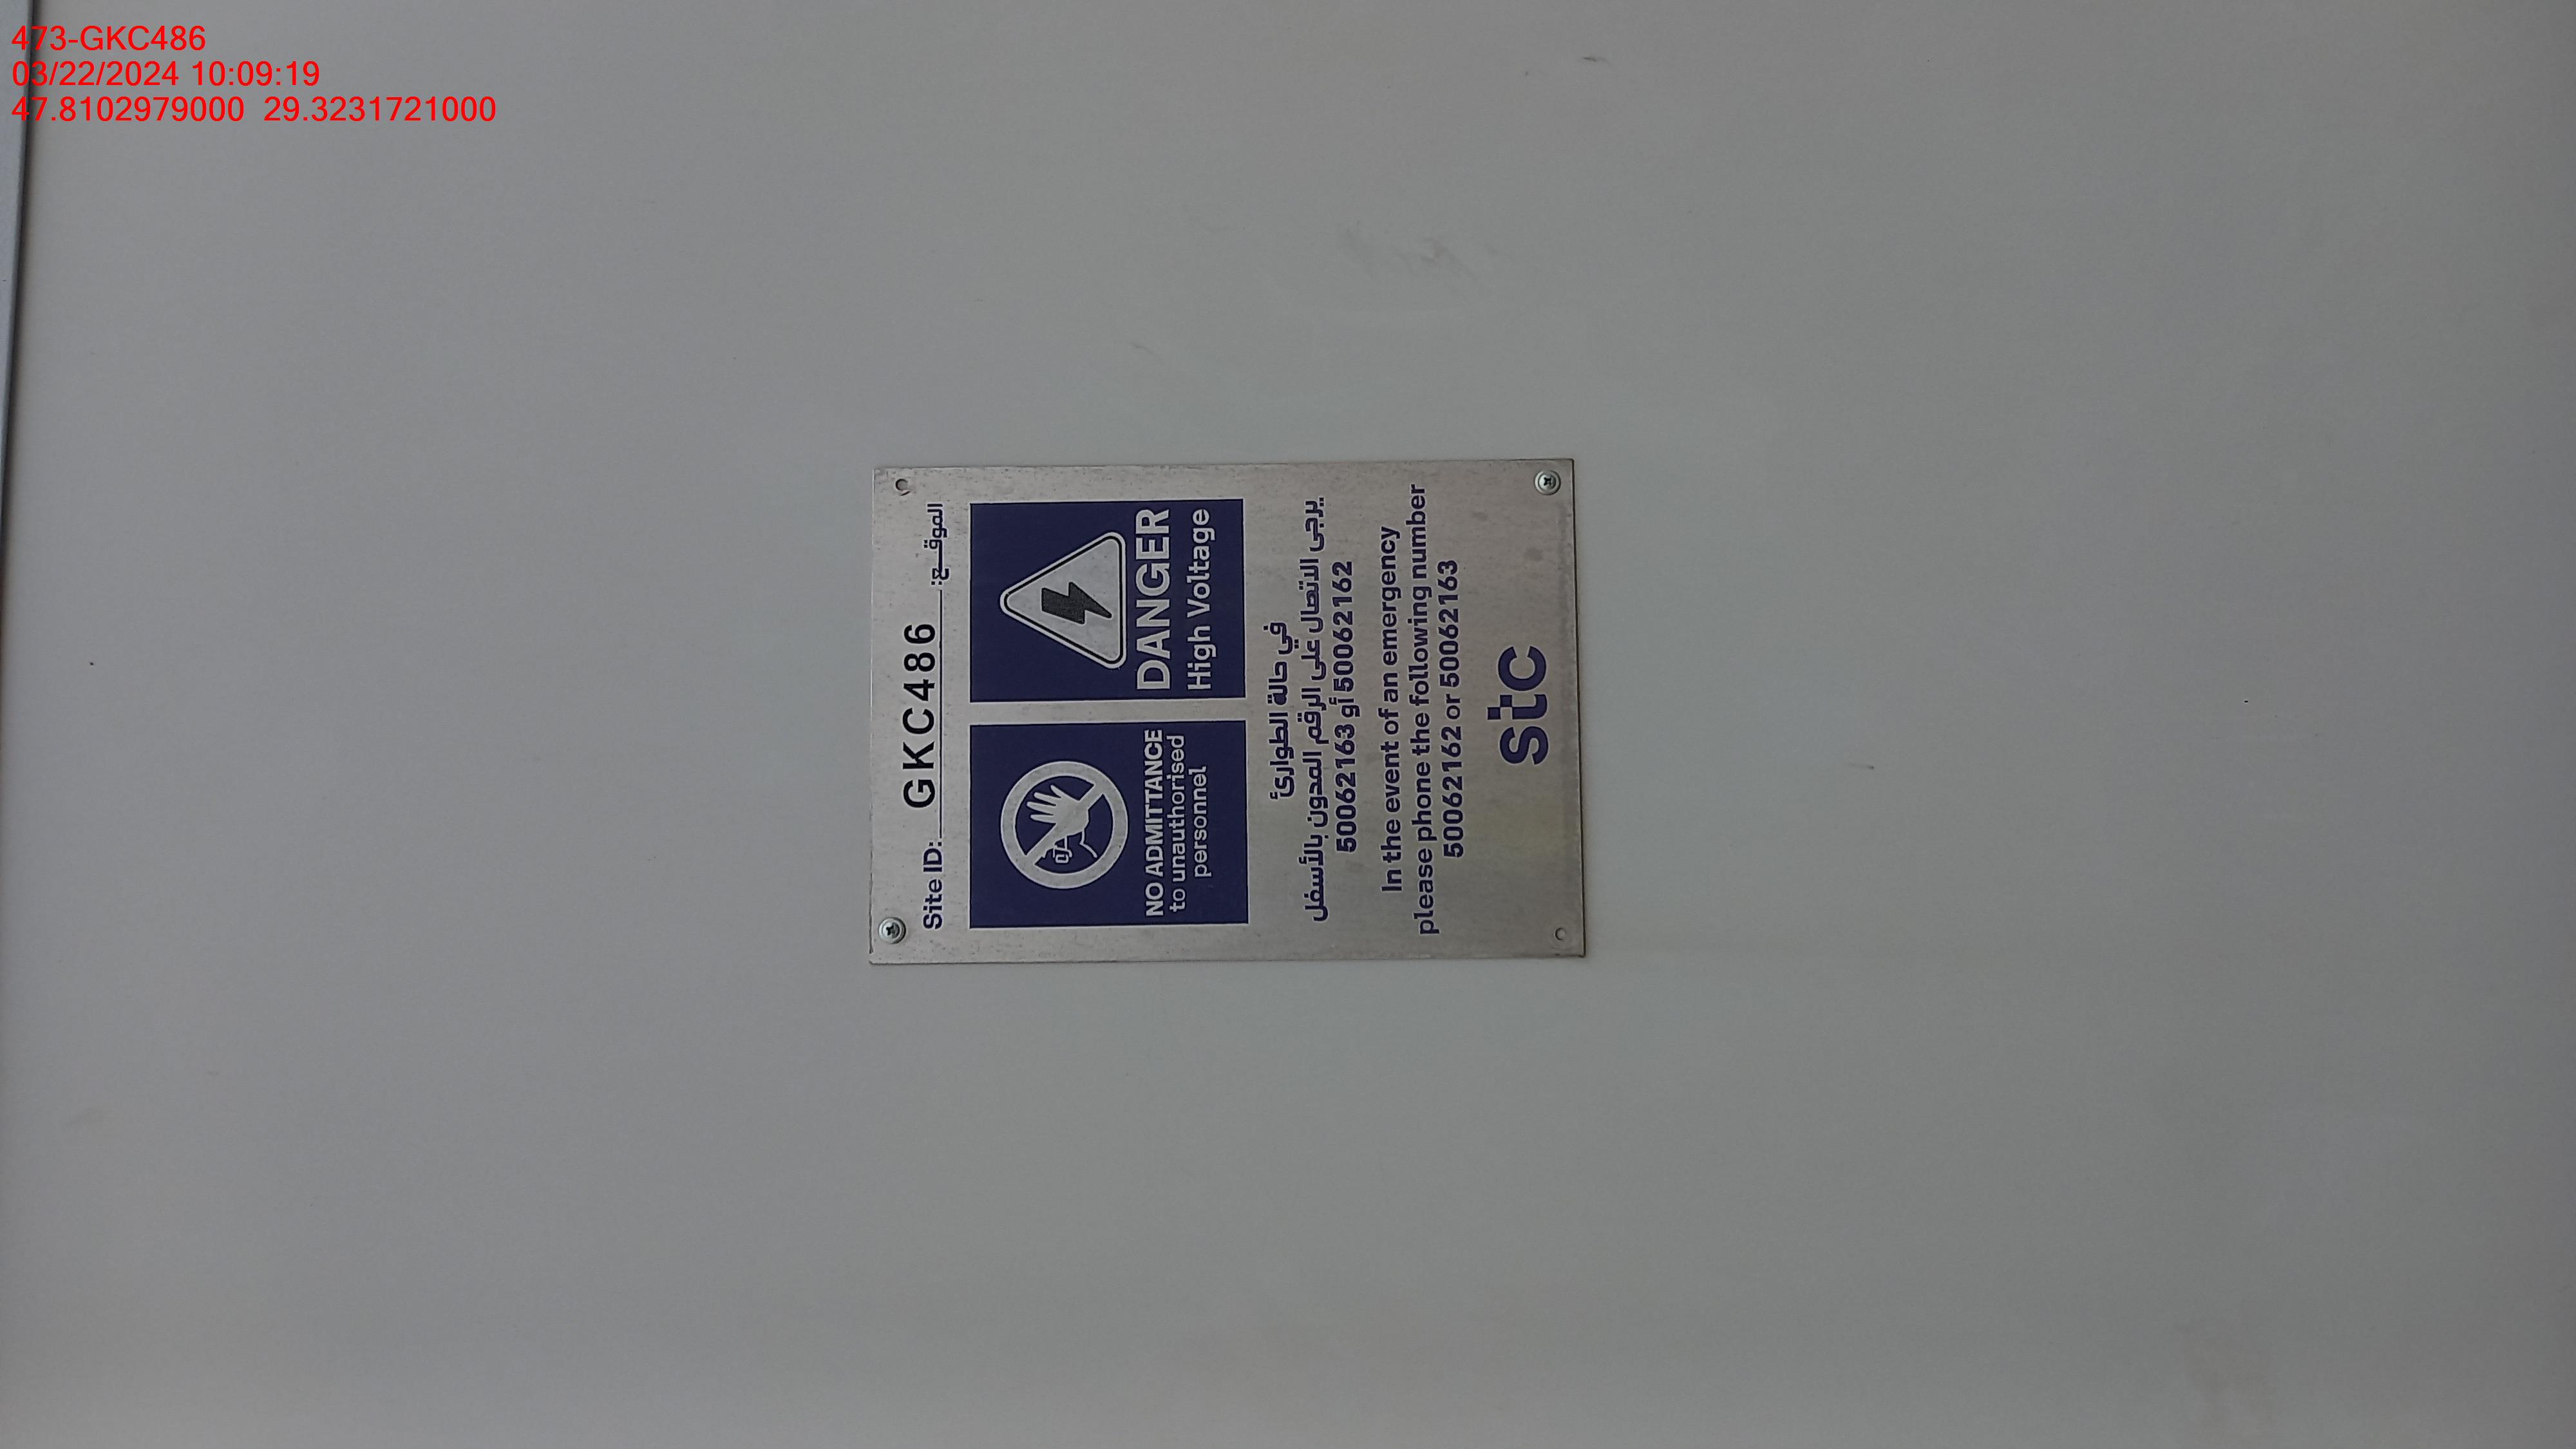 473-GKC486
03/22/2024 10:09:19
47.8102979000 29.3231721000
Site ID: GKC486 الموقــع:
NO ADMITTANCE
to unauthorised
personnel
DANGER
High Voltage
في حالة الطوارئ
يرجى الاتصال على الرقم المدون بالأسفل
50062163 أو 50062162
In the event of an emergency
please phone the following number
50062162 or 50062163
stc